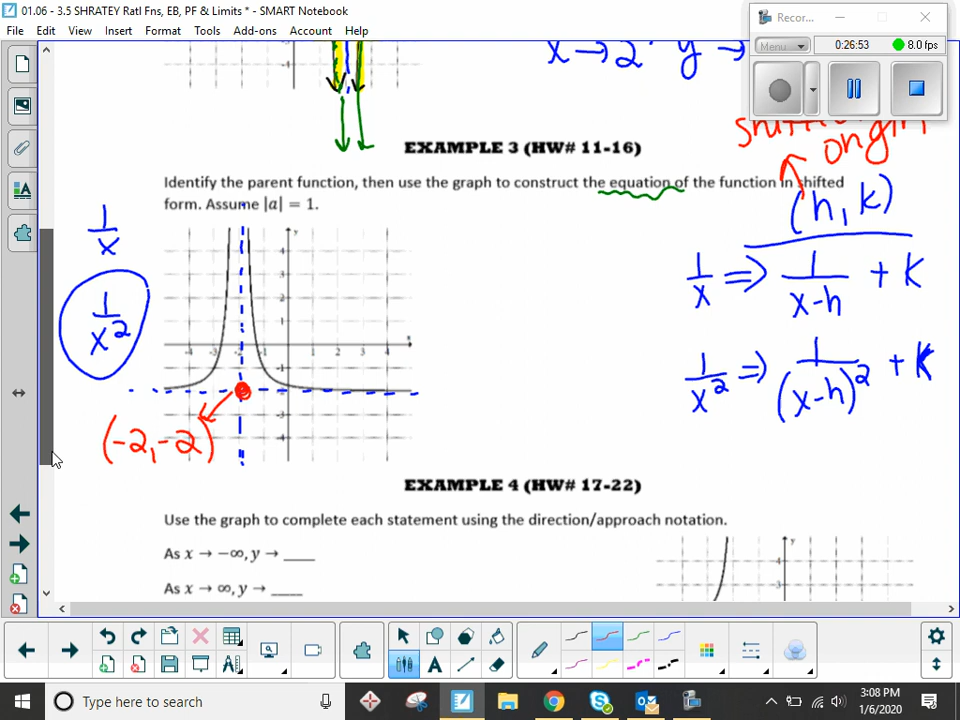 01.06 - 3.5 SHRATEY Ratl Fns, EB, PF & Limits * - SMART Notebook
Recor...
File Edit View Insert Format Tools Add-ons Account Help
Menu 0:26:53 8.0 fps
x → 2 y →
origin
EXAMPLE 3 (HW# 11-16)
Identify the parent function, then use the graph to construct the equation of the function in shifted
form. Assume |a| = 1.
(h, k)
1/x
1/x ⇒ 1/(x-h) + K
1/x²
1/x² ⇒ 1/(x-h)² + K
(-2, -2)
EXAMPLE 4 (HW# 17-22)
Use the graph to complete each statement using the direction/approach notation.
As x → −∞, y → ____
As x → ∞, y → ____
Type here to search
3:08 PM
1/6/2020